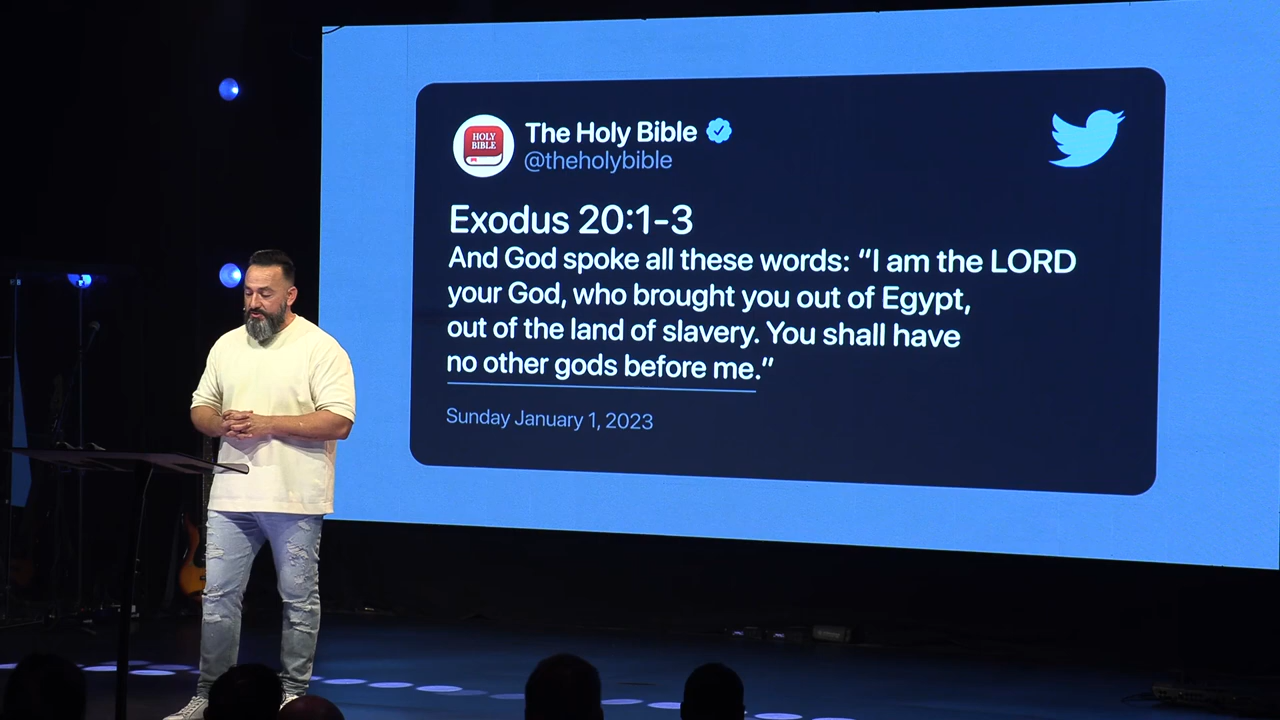 HOLY
BIBLE
The Holy Bible
@theholybible
Exodus 20:1-3
And God spoke all these words: “I am the LORD
your God, who brought you out of Egypt,
out of the land of slavery. You shall have
no other gods before me.”
Sunday January 1, 2023